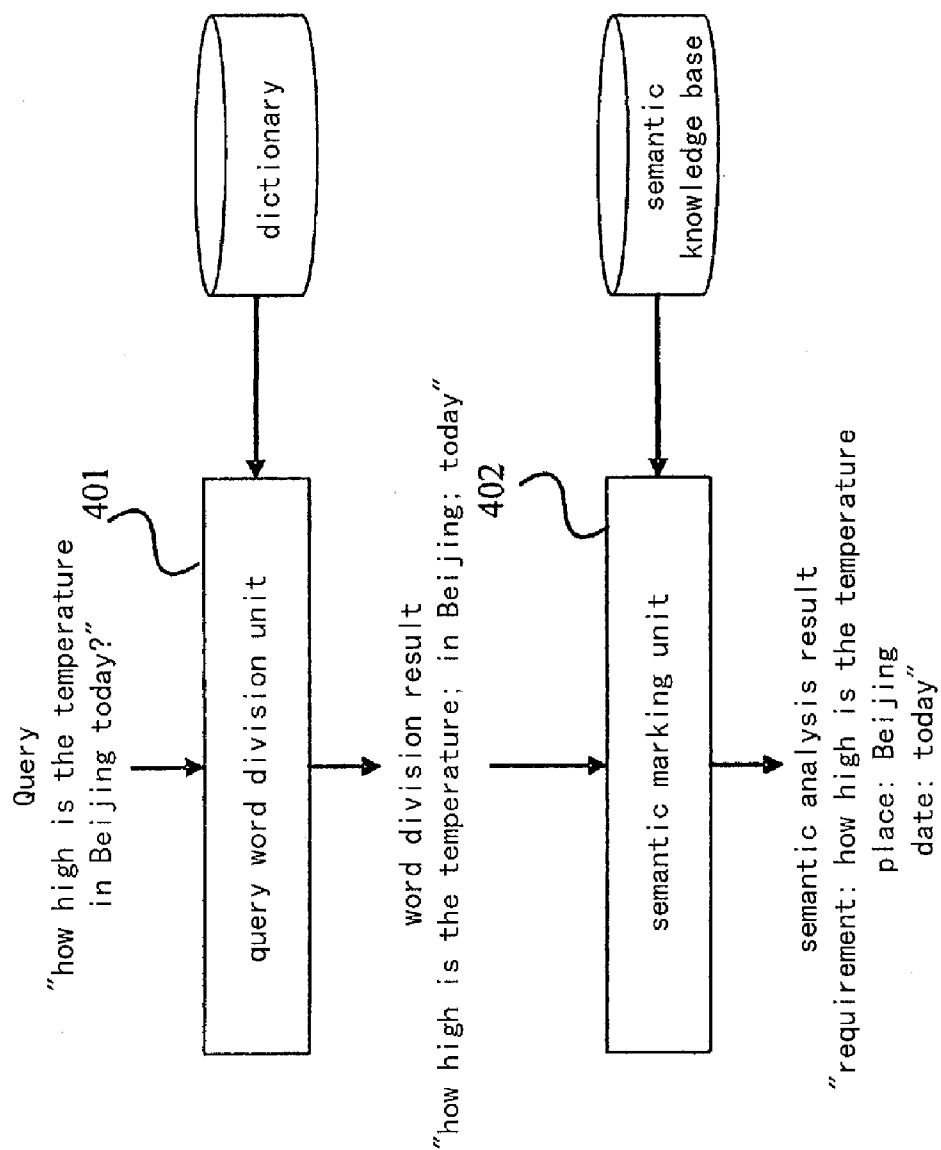 Query
"how high is the temperature
in Beijing today?"
401
query word division unit
dictionary
word division result
"how high is the temperature; in Beijing; today"
402
semantic marking unit
semantic
knowledge base
semantic analysis result
"requirement: how high is the temperature
place: Beijing
date: today"